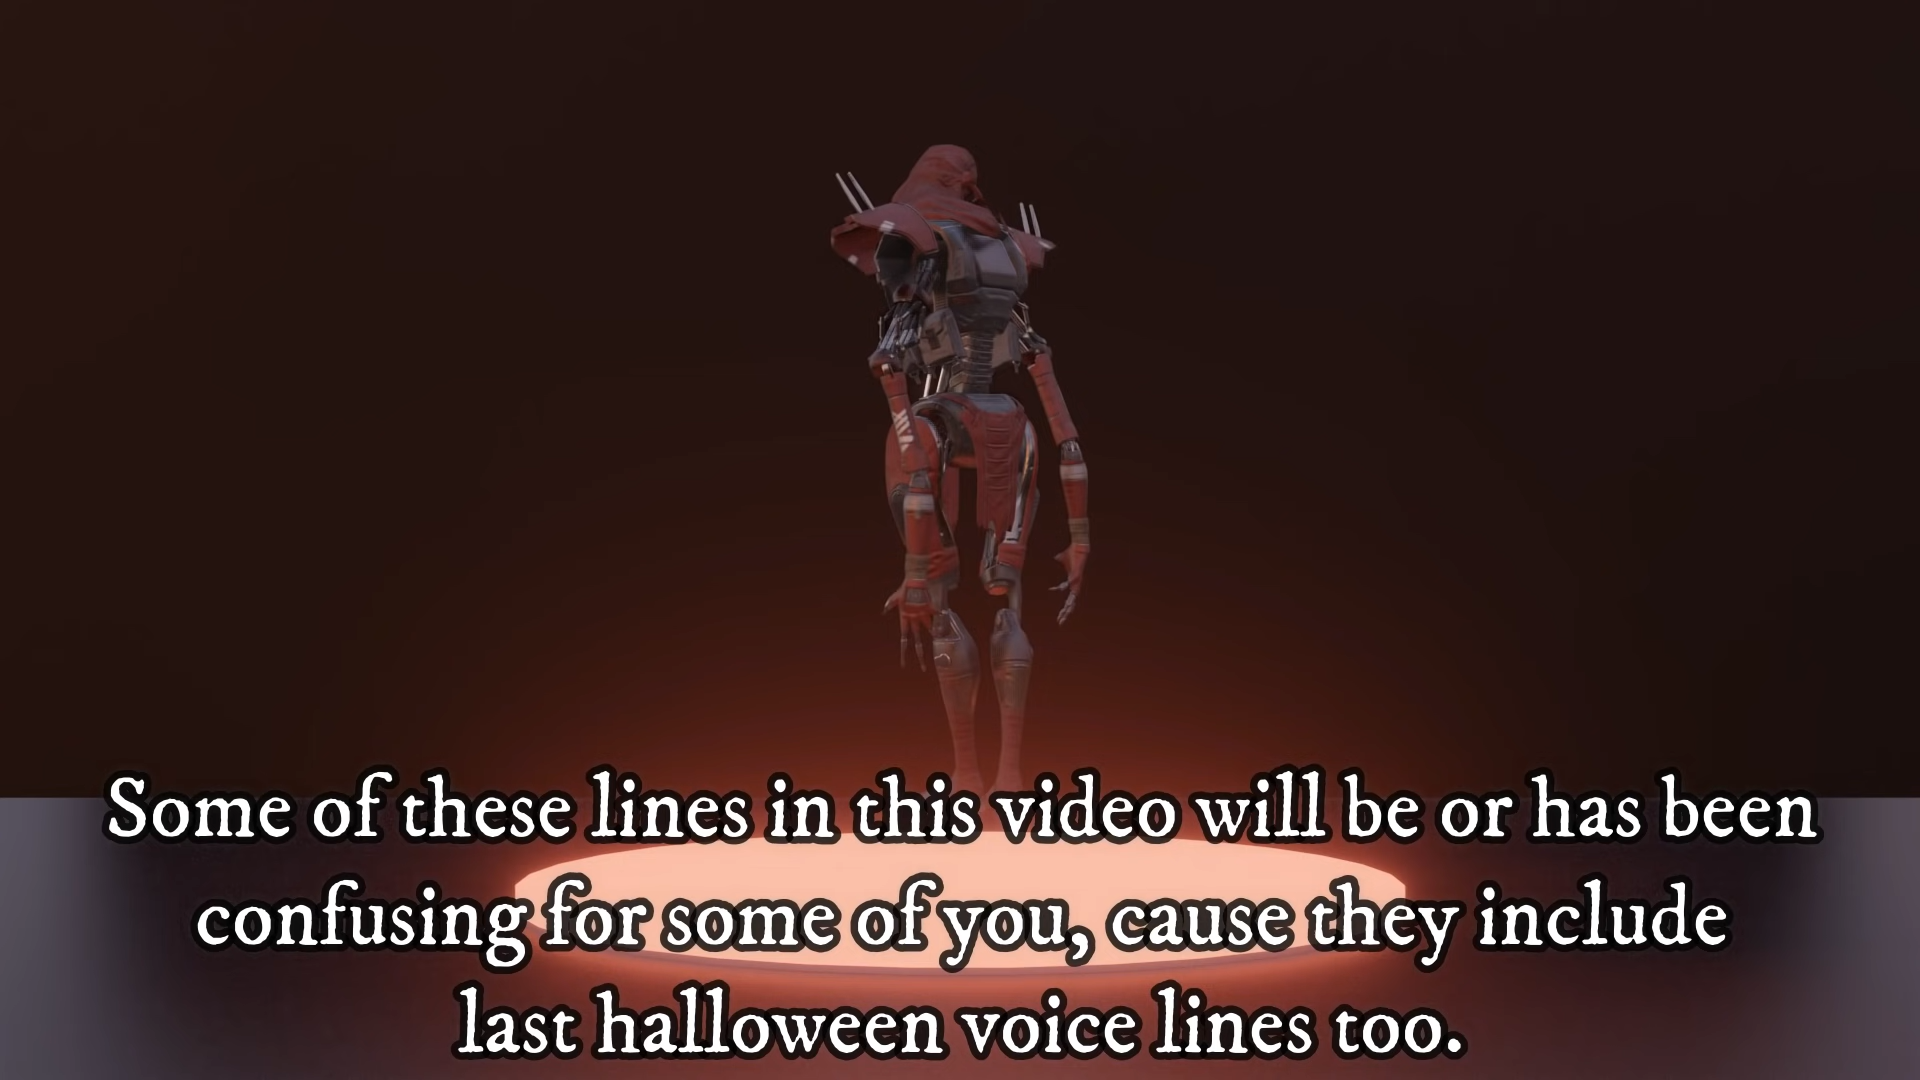 Some of these lines in this video will be or has been
confusing for some of you, cause they include
last halloween voice lines too.